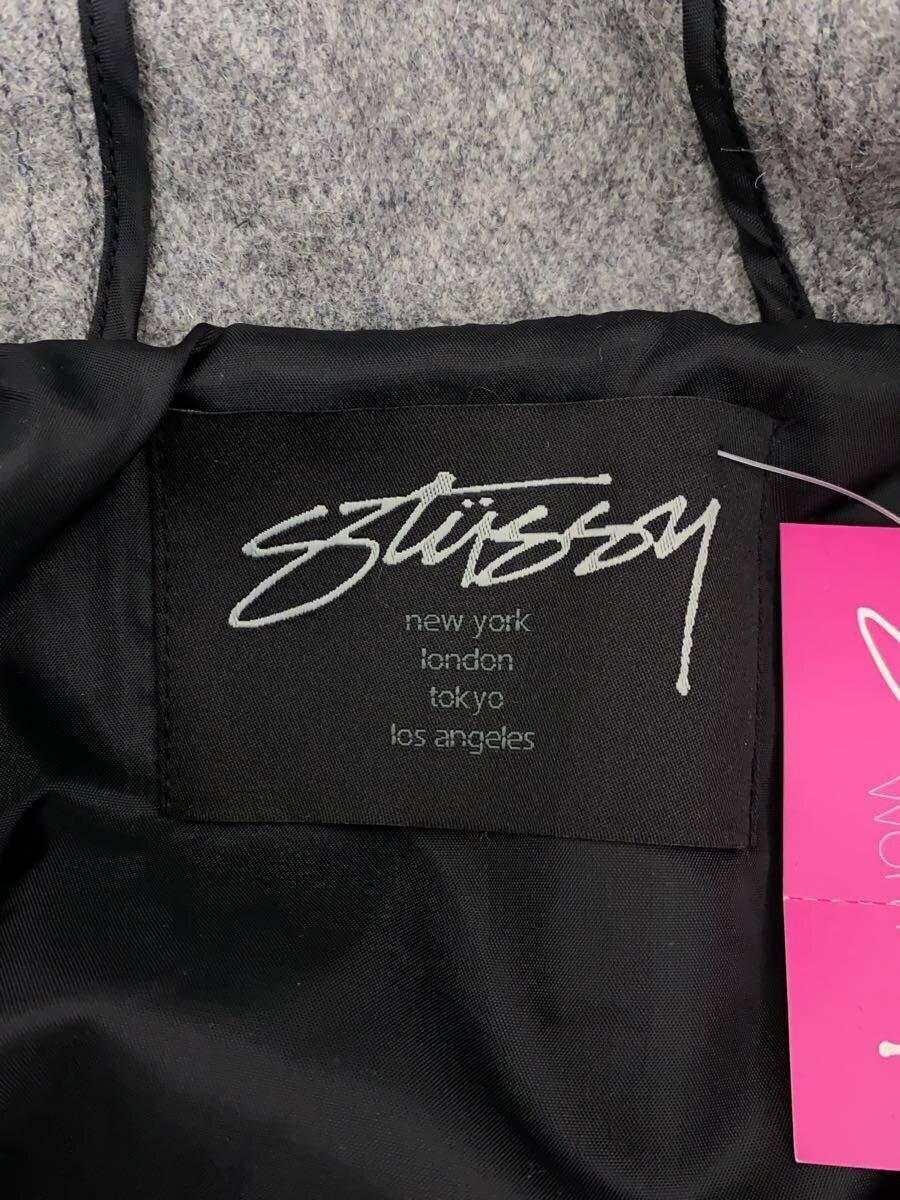 stüssy
new york
london
tokyo
los angeles